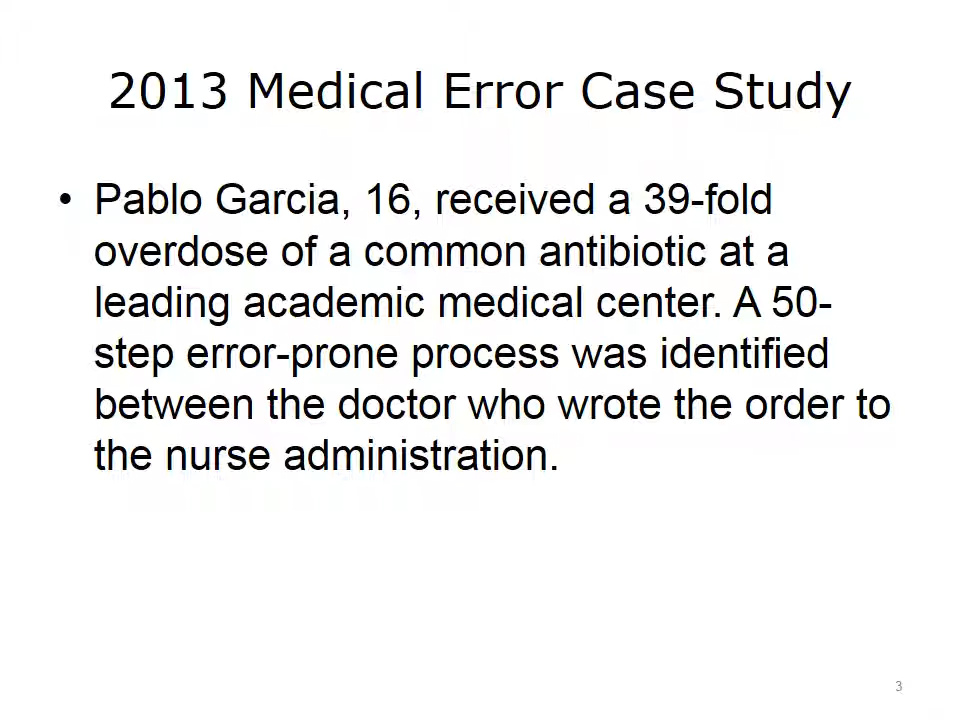 2013 Medical Error Case Study
• Pablo Garcia, 16, received a 39-fold
overdose of a common antibiotic at a
leading academic medical center. A 50-
step error-prone process was identified
between the doctor who wrote the order to
the nurse administration.
3